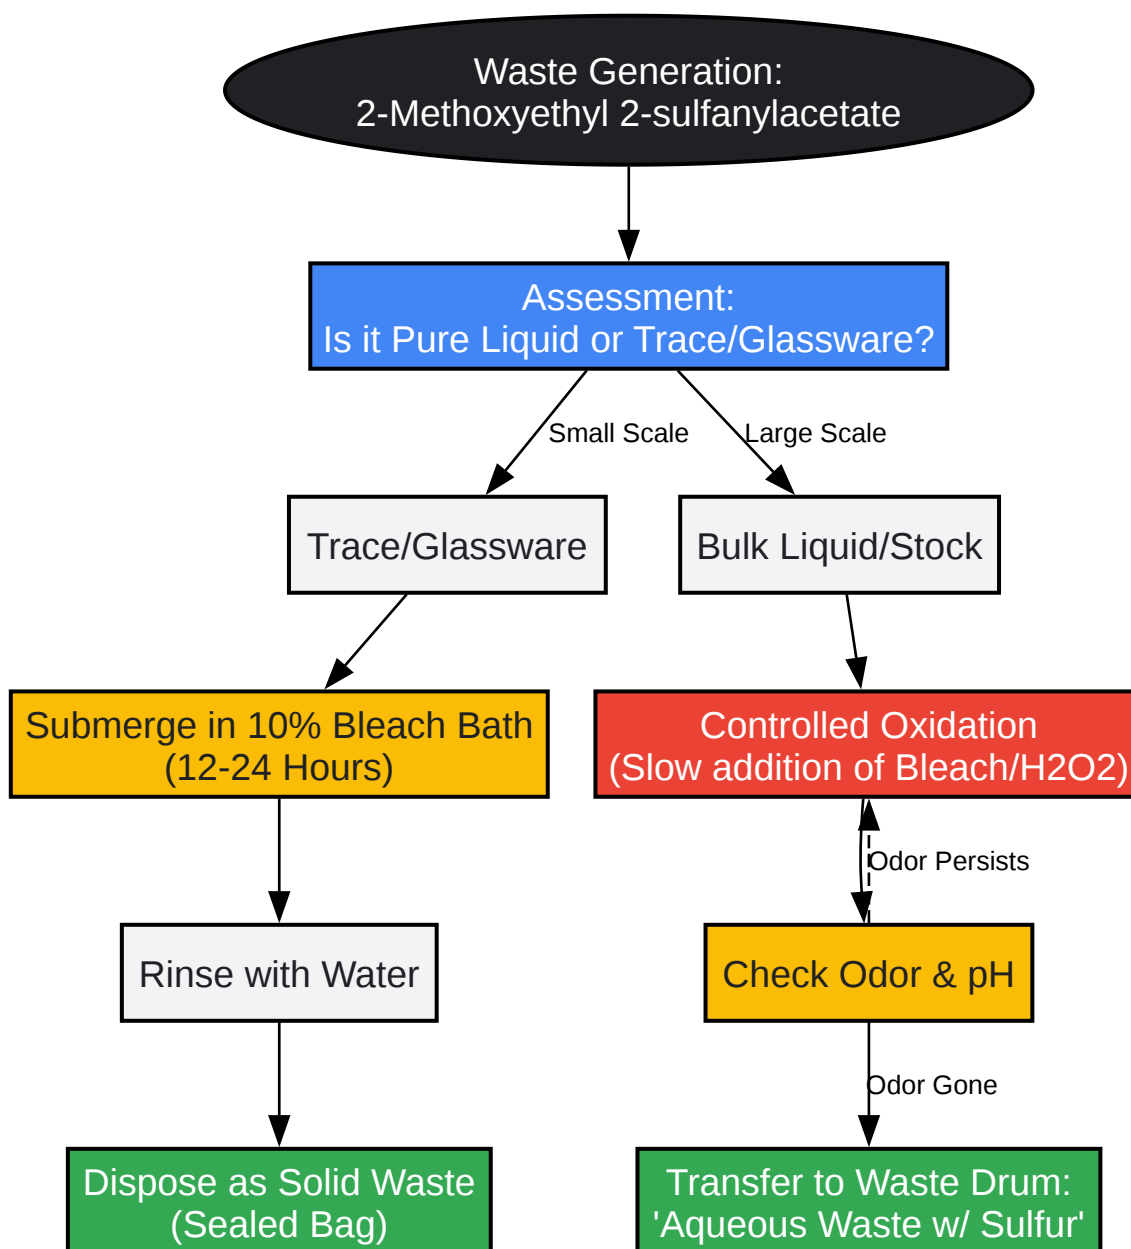 Waste Generation:
2-Methoxyethyl 2-sulfanylacetate
Assessment:
Is it Pure Liquid or Trace/Glassware?
Small Scale
Large Scale
Trace/Glassware
Bulk Liquid/Stock
Submerge in 10% Bleach Bath
(12-24 Hours)
Controlled Oxidation
(Slow addition of Bleach/H2O2)
Odor Persists
Rinse with Water
Check Odor & pH
Odor Gone
Dispose as Solid Waste
(Sealed Bag)
Transfer to Waste Drum:
'Aqueous Waste w/ Sulfur'